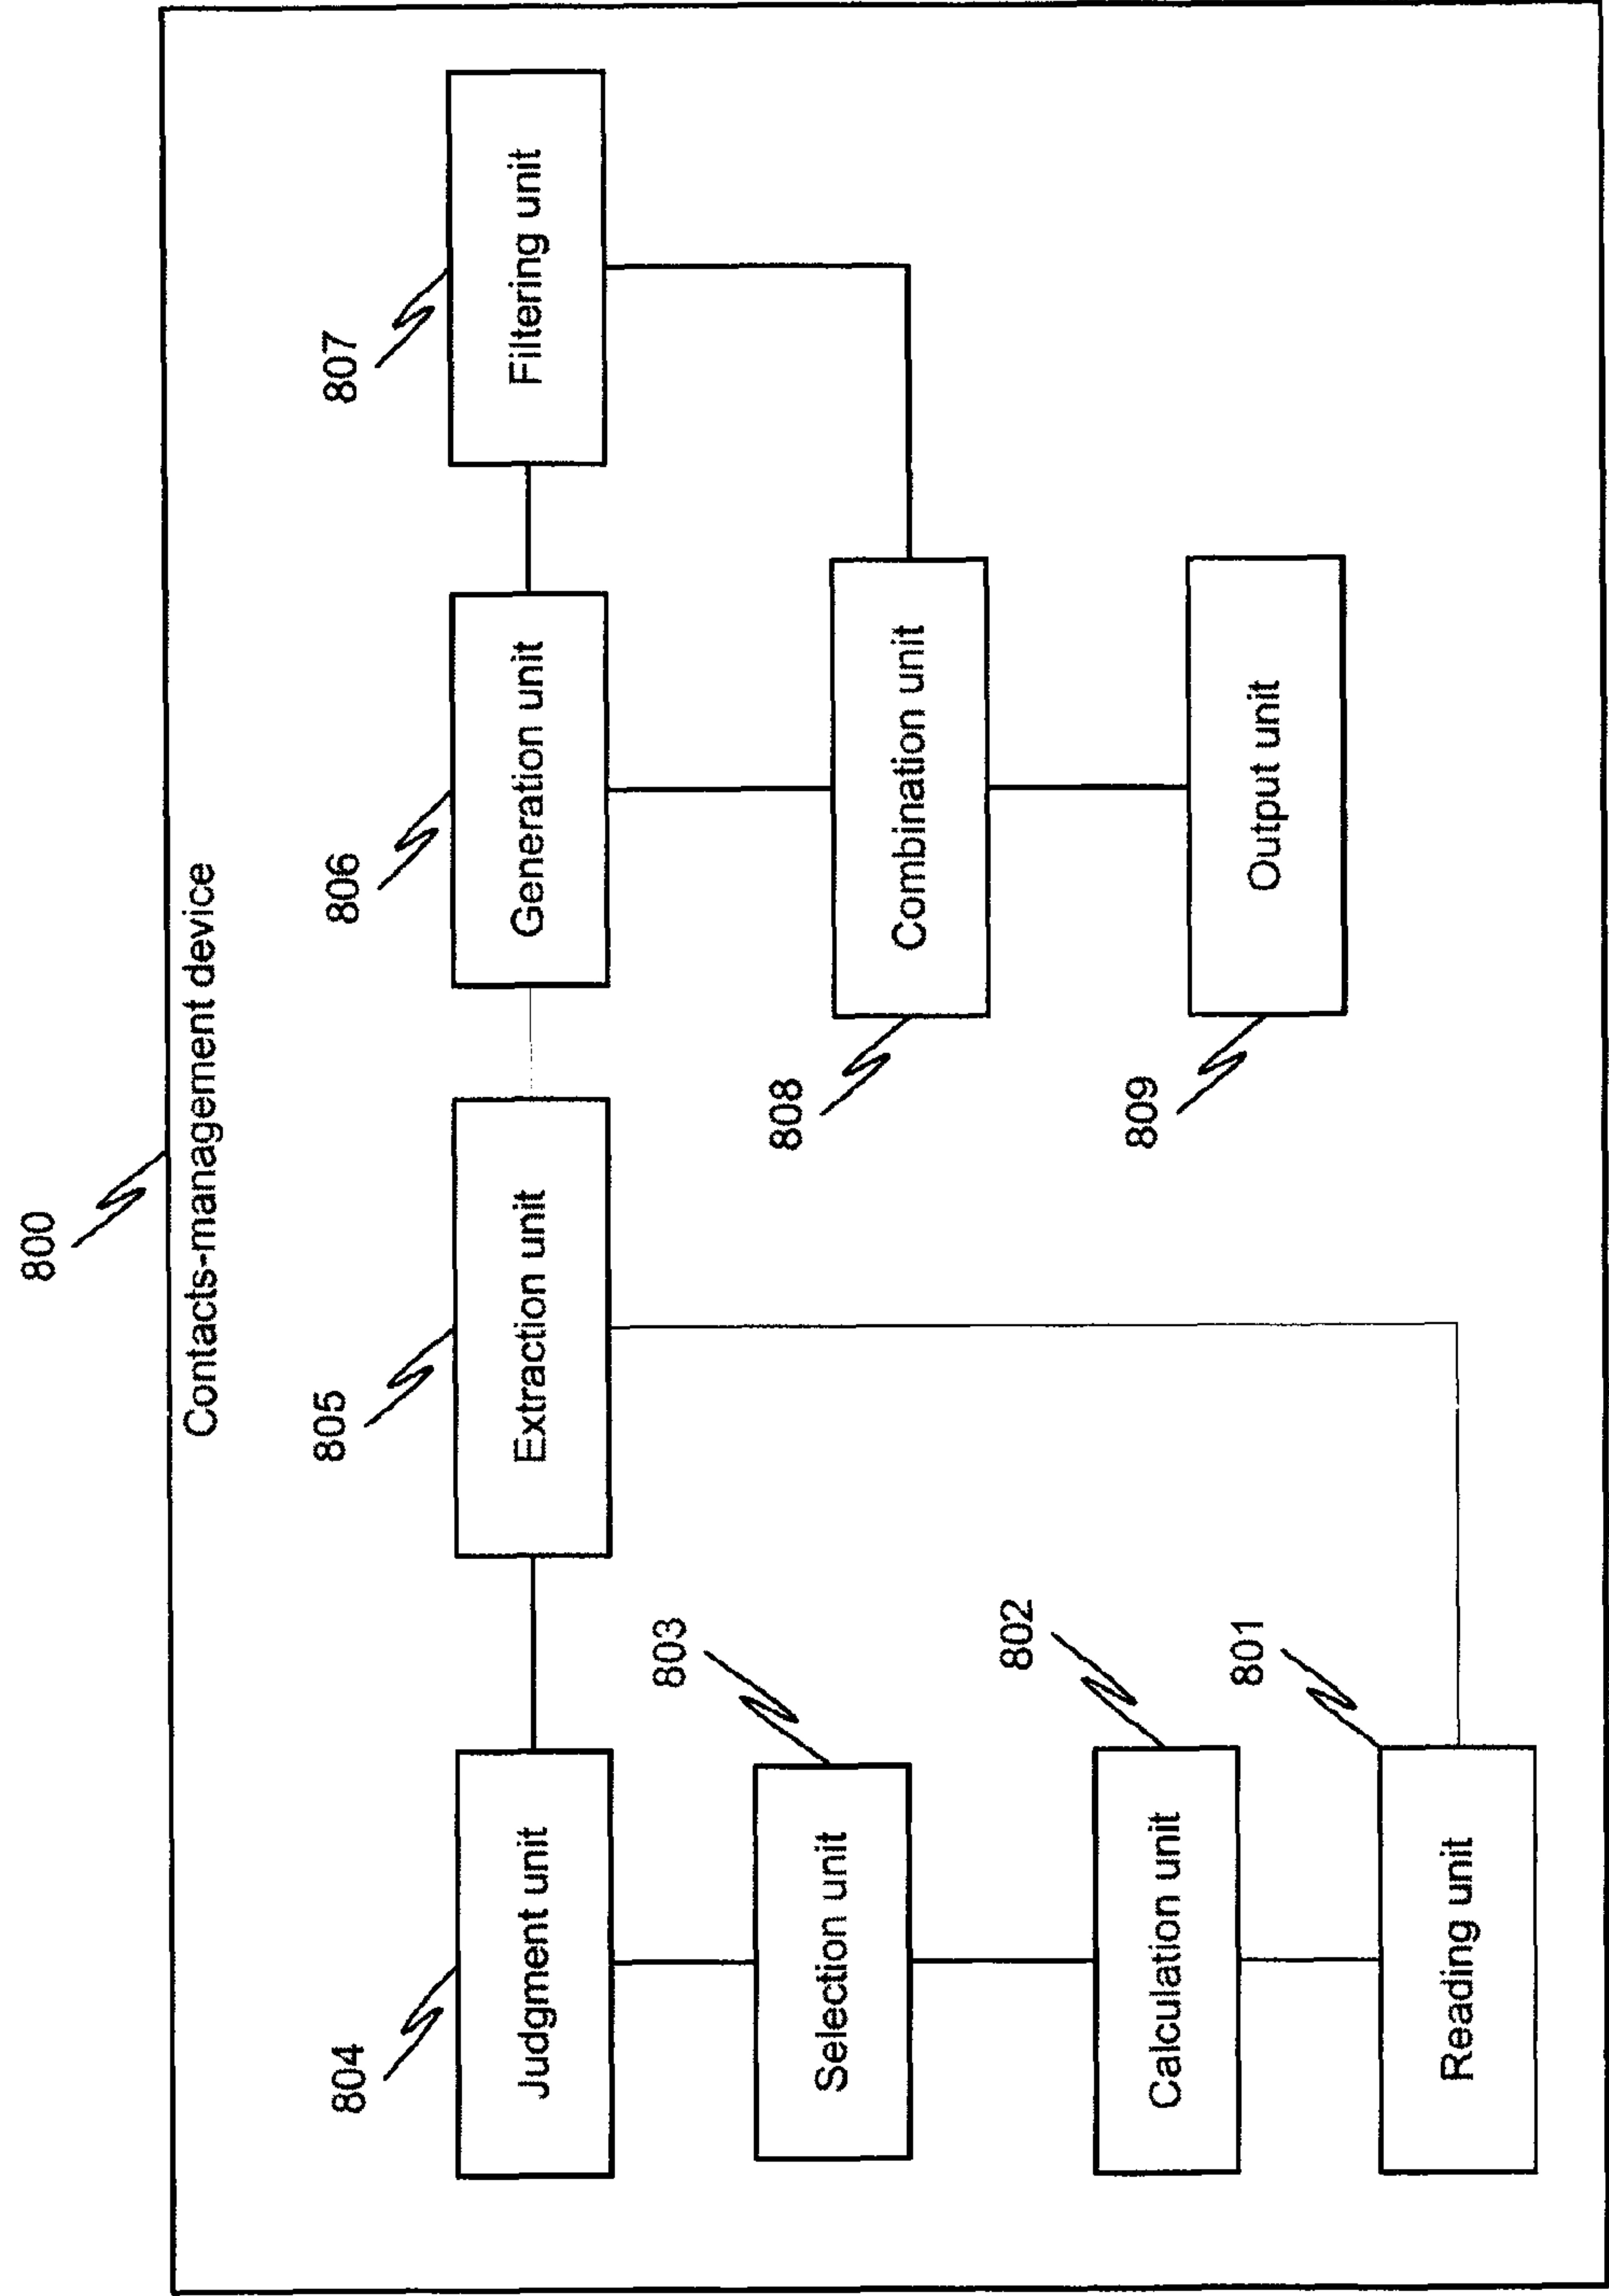 800
Contacts-management device
804
805
806
807
Judgment unit
Extraction unit
Generation unit
Filtering unit
803
Selection unit
808
Combination unit
802
Calculation unit
809
Output unit
801
Reading unit